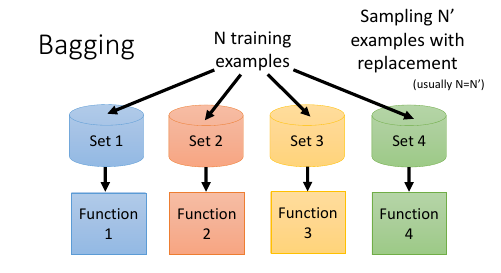 Bagging
N training
examples
Sampling N’
examples with
replacement
(usually N=N’)
Set 1
Set 2
Set 3
Set 4
Function
1
Function
2
Function
3
Function
4